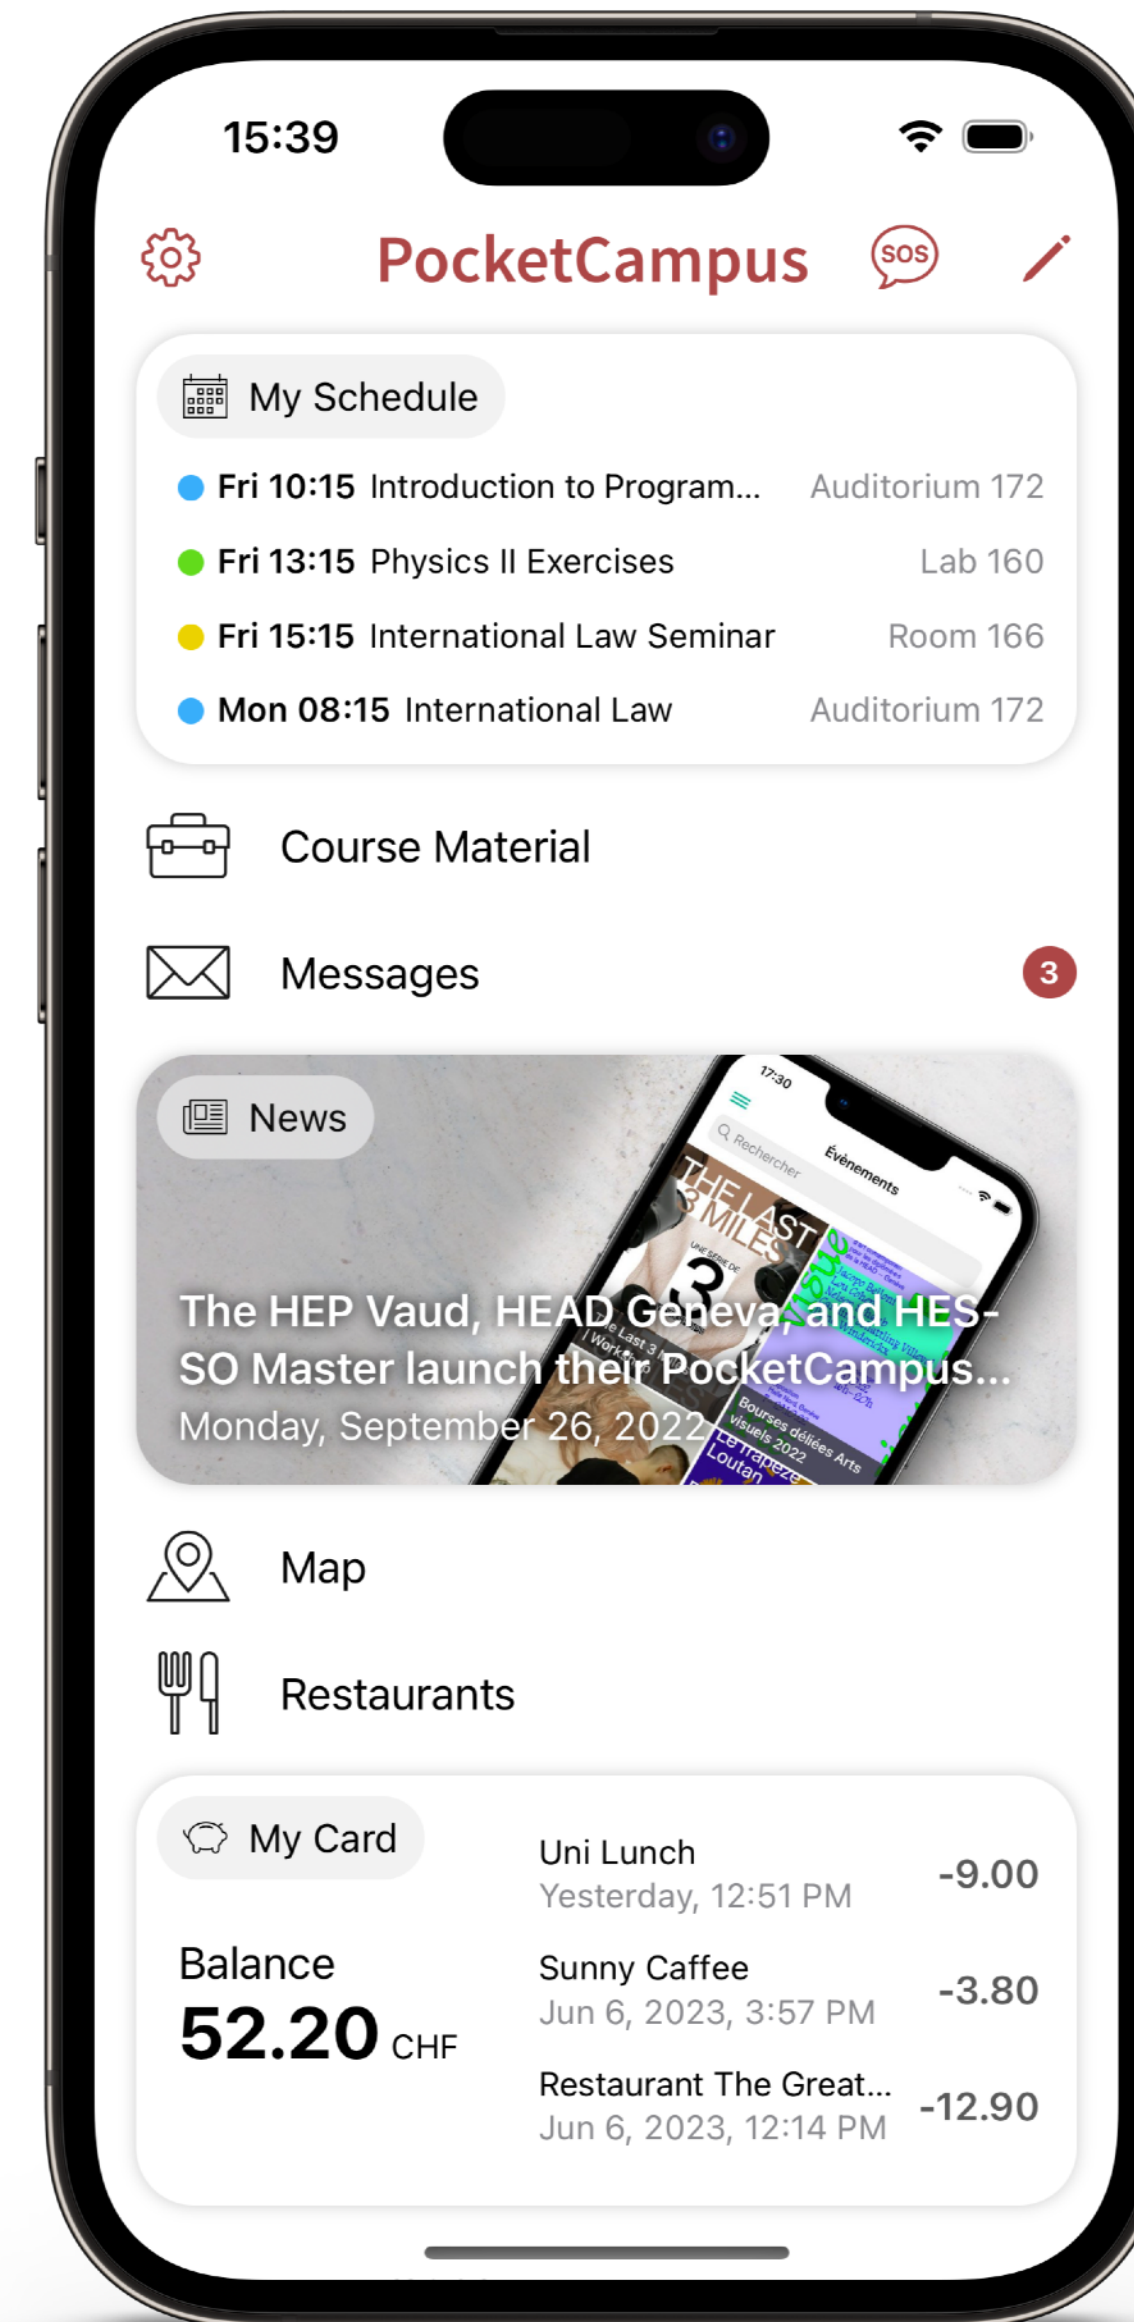 15:39
PocketCampus
SOS
My Schedule
Fri 10:15 Introduction to Program... Auditorium 172
Fri 13:15 Physics II Exercises Lab 160
Fri 15:15 International Law Seminar Room 166
Mon 08:15 International Law Auditorium 172
Course Material
Messages 3
News
17:30
Rechercher
Évènements
THE LAST
3 MILES
UNE SÉRIE DE
3
The HEP Vaud, HEAD Geneva, and HES-
SO Master launch their PocketCampus...
Monday, September 26, 2022
Bourses déliées Arts
visuels 2022
Le Trapèze
Loutan
Map
Restaurants
My Card
Balance
52.20 CHF
Uni Lunch -9.00
Yesterday, 12:51 PM
Sunny Caffee -3.80
Jun 6, 2023, 3:57 PM
Restaurant The Great... -12.90
Jun 6, 2023, 12:14 PM